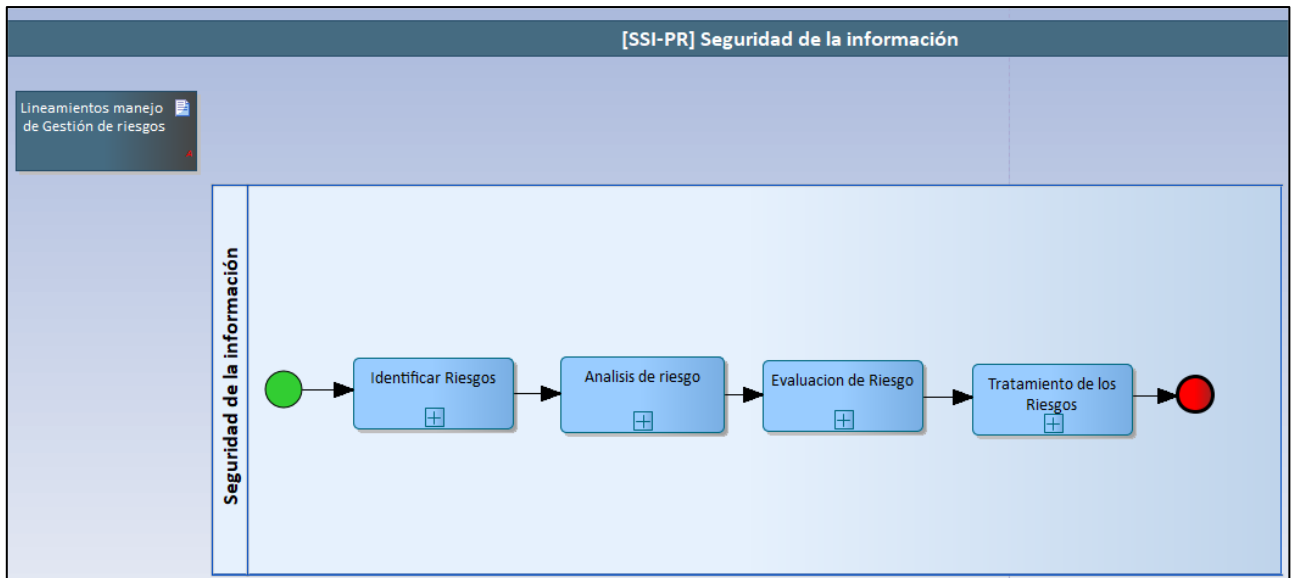 [SSI-PR] Seguridad de la información
Lineamientos manejo
de Gestión de riesgos
A
Seguridad de la información
Identificar Riesgos
Analisis de riesgo
Evaluacion de Riesgo
Tratamiento de los
Riesgos